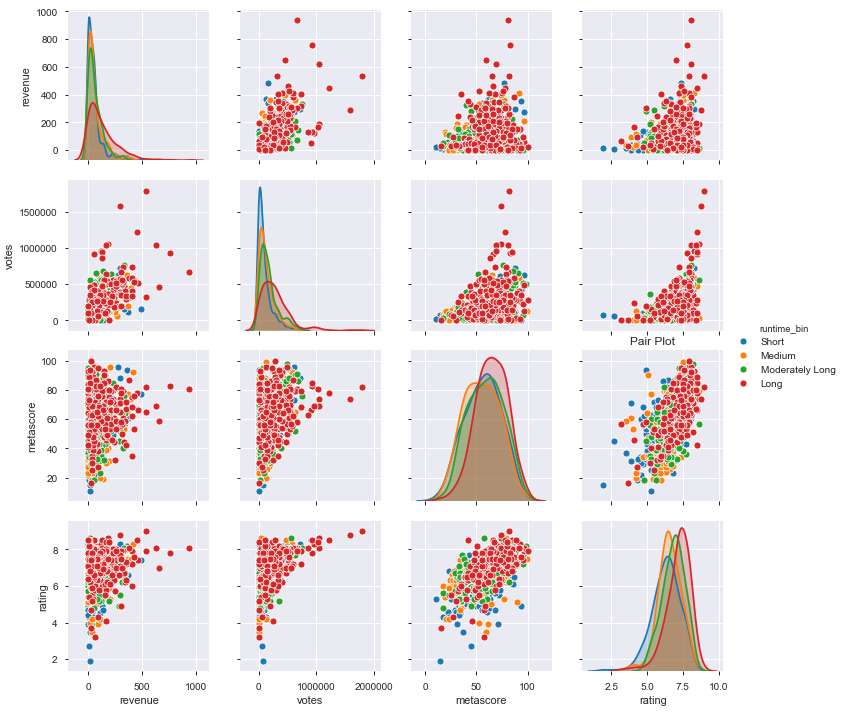 1000
800
600
400
200
0
revenue
1500000
1000000
500000
0
votes
runtime_bin
Short
Medium
Moderately Long
Long
Pair Plot
100
80
60
40
20
metascore
8
6
4
2
rating
0 500 1000
0 1000000 2000000
0 50 100
2.5 5.0 7.5 10.0
revenue votes metascore rating